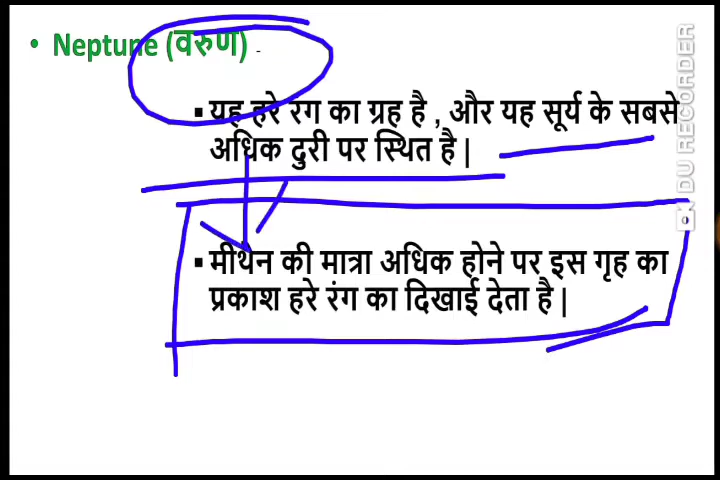 • Neptune (वरुण) -
▪ यह हरे रंग का ग्रह है , और यह सूर्य के सबसे
अधिक दुरी पर स्थित है |
▪ मीथेन की मात्रा अधिक होने पर इस गृह का
प्रकाश हरे रंग का दिखाई देता है |
DU RECORDER